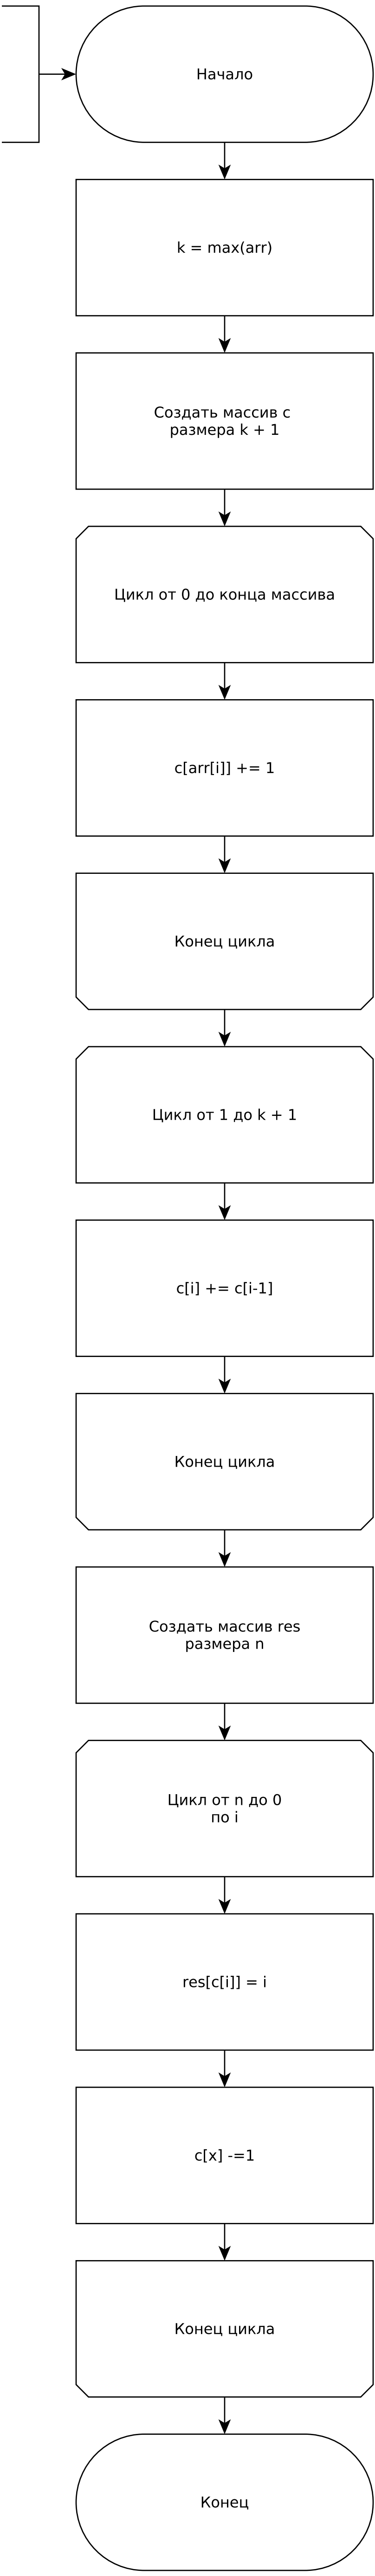 Начало
k = max(arr)
Создать массив с
размера k + 1
Цикл от 0 до конца массива
c[arr[i]] += 1
Конец цикла
Цикл от 1 до k + 1
c[i] += c[i-1]
Конец цикла
Создать массив res
размера n
Цикл от n до 0
по i
res[c[i]] = i
c[x] -=1
Конец цикла
Конец